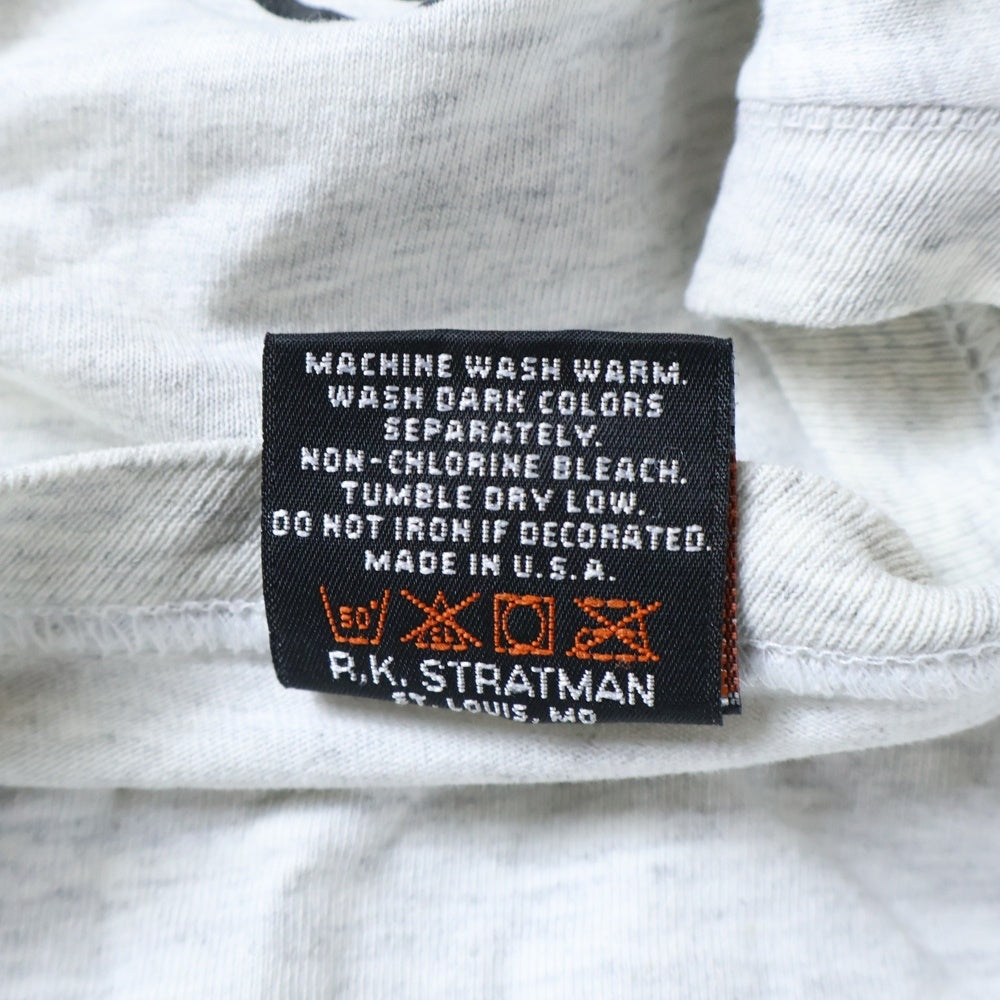 MACHINE WASH WARM.
WASH DARK COLORS
SEPARATELY.
NON-CHLORINE BLEACH.
TUMBLE DRY LOW.
DO NOT IRON IF DECORATED.
MADE IN U.S.A.
50° CL
R.K. STRATMAN
ST. LOUIS, MO